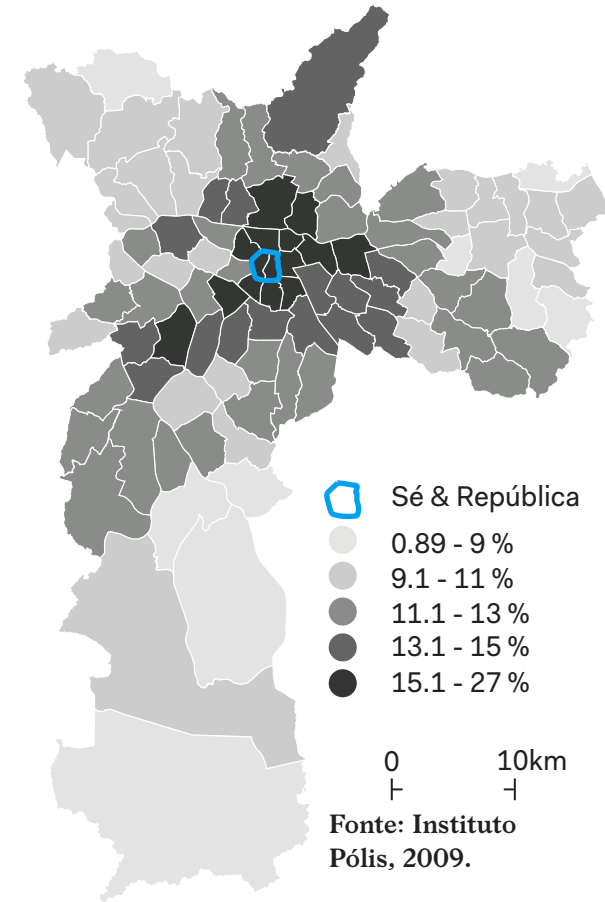 Sé & República
0.89 - 9 %
9.1 - 11 %
11.1 - 13 %
13.1 - 15 %
15.1 - 27 %
0 10km
Fonte: Instituto
Pólis, 2009.